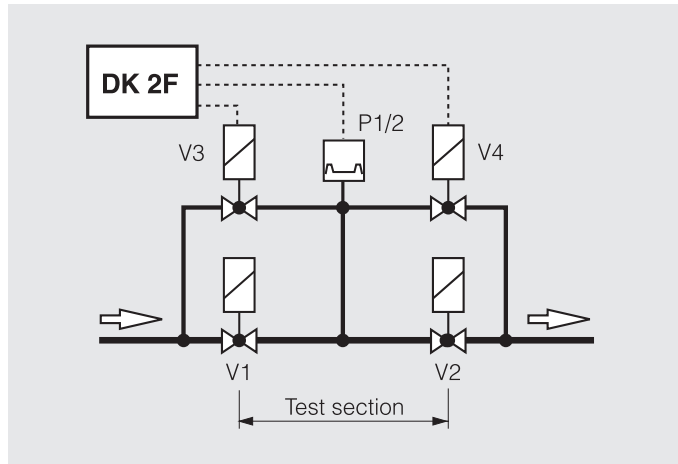 DK 2F
P1/2
V3
V4
V1
V2
Test section